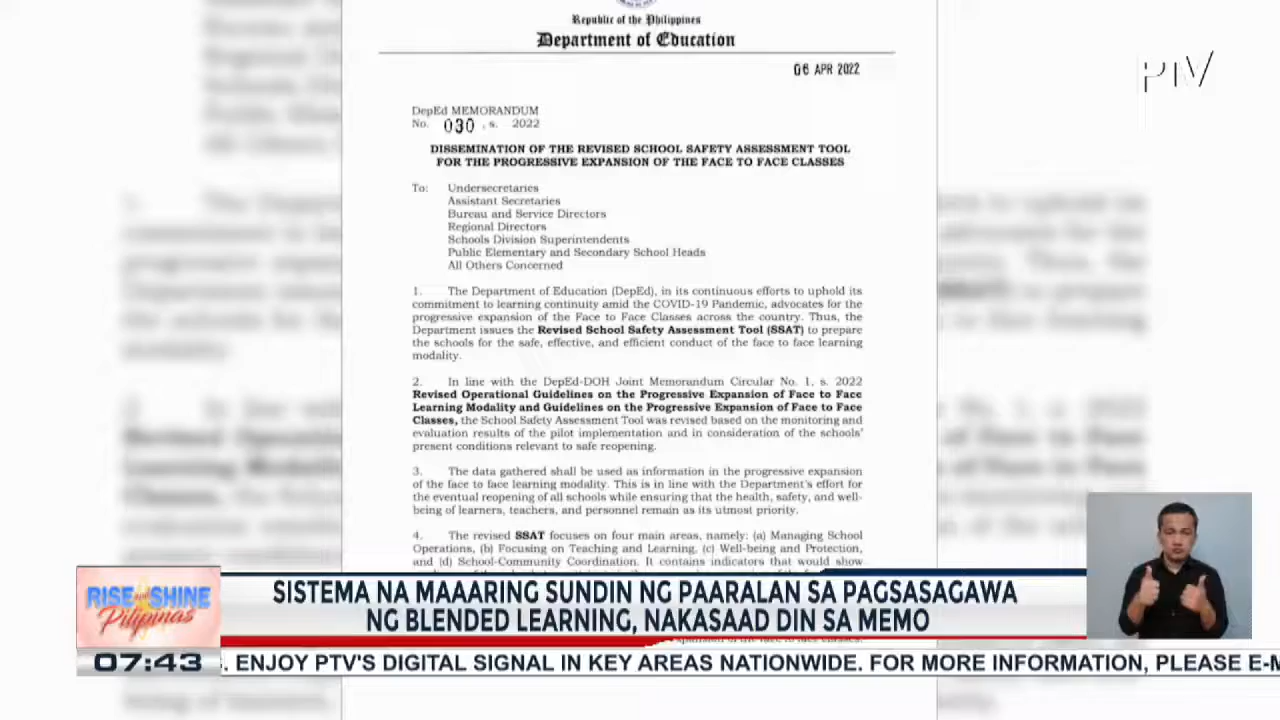 Republic of the Philippines
Department of Education
06 APR 2022
PTV
DepEd MEMORANDUM
No. 030 , s. 2022
DISSEMINATION OF THE REVISED SCHOOL SAFETY ASSESSMENT TOOL
FOR THE PROGRESSIVE EXPANSION OF THE FACE TO FACE CLASSES
To: Undersecretaries
Assistant Secretaries
Bureau and Service Directors
Regional Directors
Schools Division Superintendents
Public Elementary and Secondary School Heads
All Others Concerned
1. The Department of Education (DepEd), in its continuous efforts to uphold its
commitment to learning continuity amid the COVID-19 Pandemic, advocates for the
progressive expansion of the Face to Face Classes across the country. Thus, the
Department issues the Revised School Safety Assessment Tool (SSAT) to prepare
the schools for the safe, effective, and efficient conduct of the face to face learning
modality.
2. In line with the DepEd-DOH Joint Memorandum Circular No. 1, s. 2022
Revised Operational Guidelines on the Progressive Expansion of Face to Face
Learning Modality and Guidelines on the Progressive Expansion of Face to Face
Classes, the School Safety Assessment Tool was revised based on the monitoring and
evaluation results of the pilot implementation and in consideration of the schools'
present conditions relevant to safe reopening.
3. The data gathered shall be used as information in the progressive expansion
of the face to face learning modality. This is in line with the Department's effort for
the eventual reopening of all schools while ensuring that the health, safety, and well-
being of learners, teachers, and personnel remain as its utmost priority.
4. The revised SSAT focuses on four main areas, namely: (a) Managing School
Operations, (b) Focusing on Teaching and Learning, (c) Well-being and Protection,
and (d) School-Community Coordination. It contains indicators that would show
RISE and SHINE
Pilipinas
SISTEMA NA MAAARING SUNDIN NG PAARALAN SA PAGSASAGAWA
NG BLENDED LEARNING, NAKASAAD DIN SA MEMO
07:43
S. ENJOY PTV'S DIGITAL SIGNAL IN KEY AREAS NATIONWIDE. FOR MORE INFORMATION, PLEASE E-M